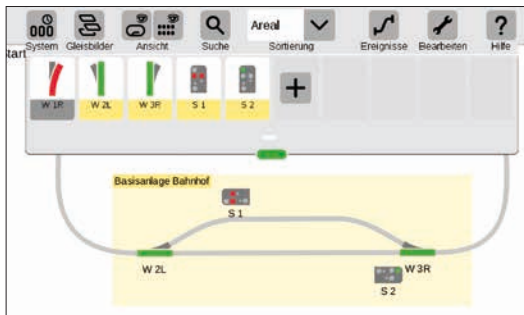 000
Areal
System Gleisbilder Ansicht Suche Sortierung Ereignisse Bearbeiten Hilfe
tart
W 1R W 2L W 3R S 1 S 2
Basisanlage Bahnhof
S 1
W 2L
W 3R
S 2